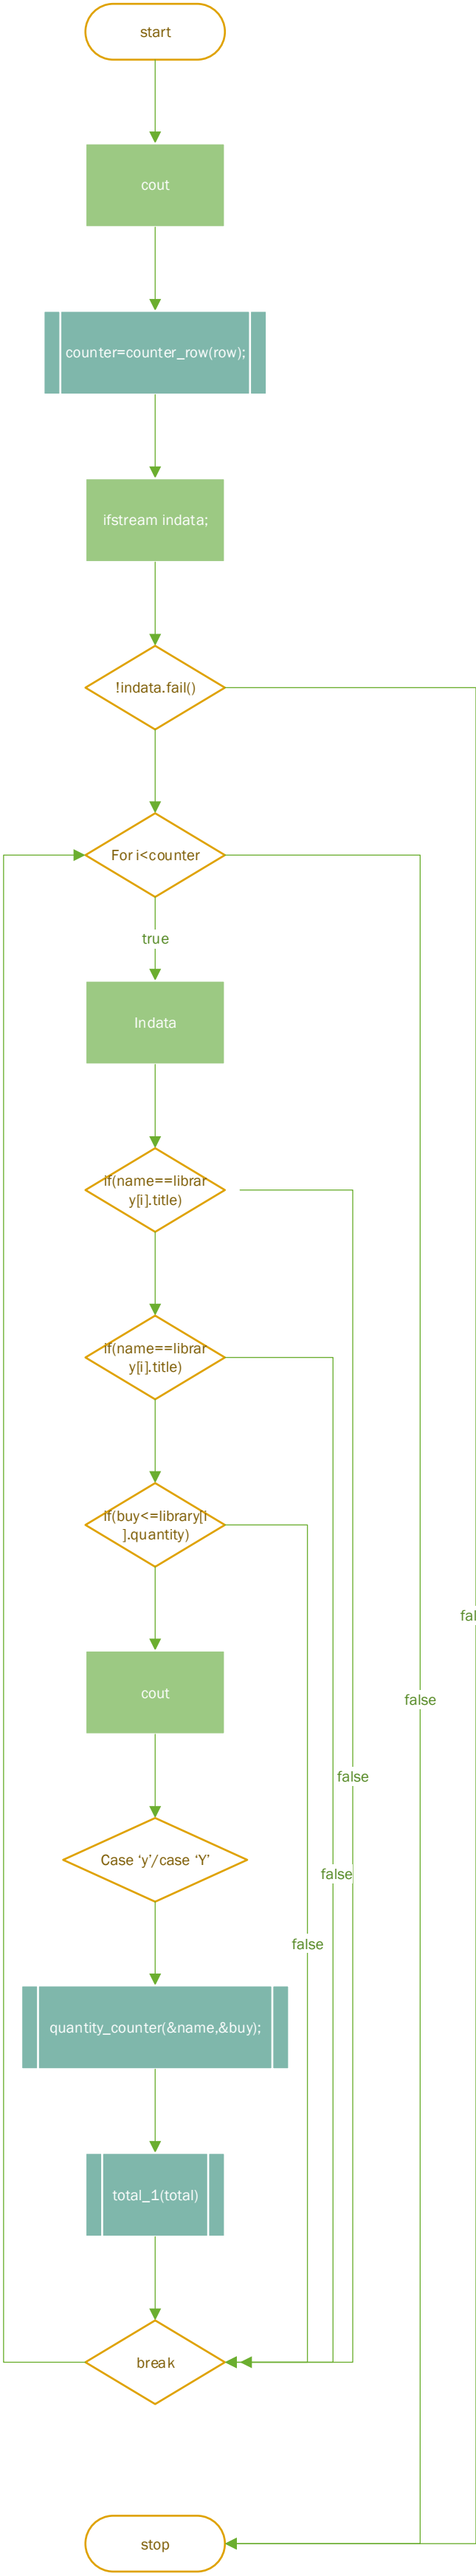 start
cout
counter=counter_row(row);
ifstream indata;
!indata.fail()
For i<counter
true
Indata
if(name==librar
y[i].title)
if(name==librar
y[i].title)
if(buy<=library[i
].quantity)
fal
cout
false
false
Case ‘y’/case ‘Y’
false
false
quantity_counter(&name,&buy);
total_1(total)
break
stop